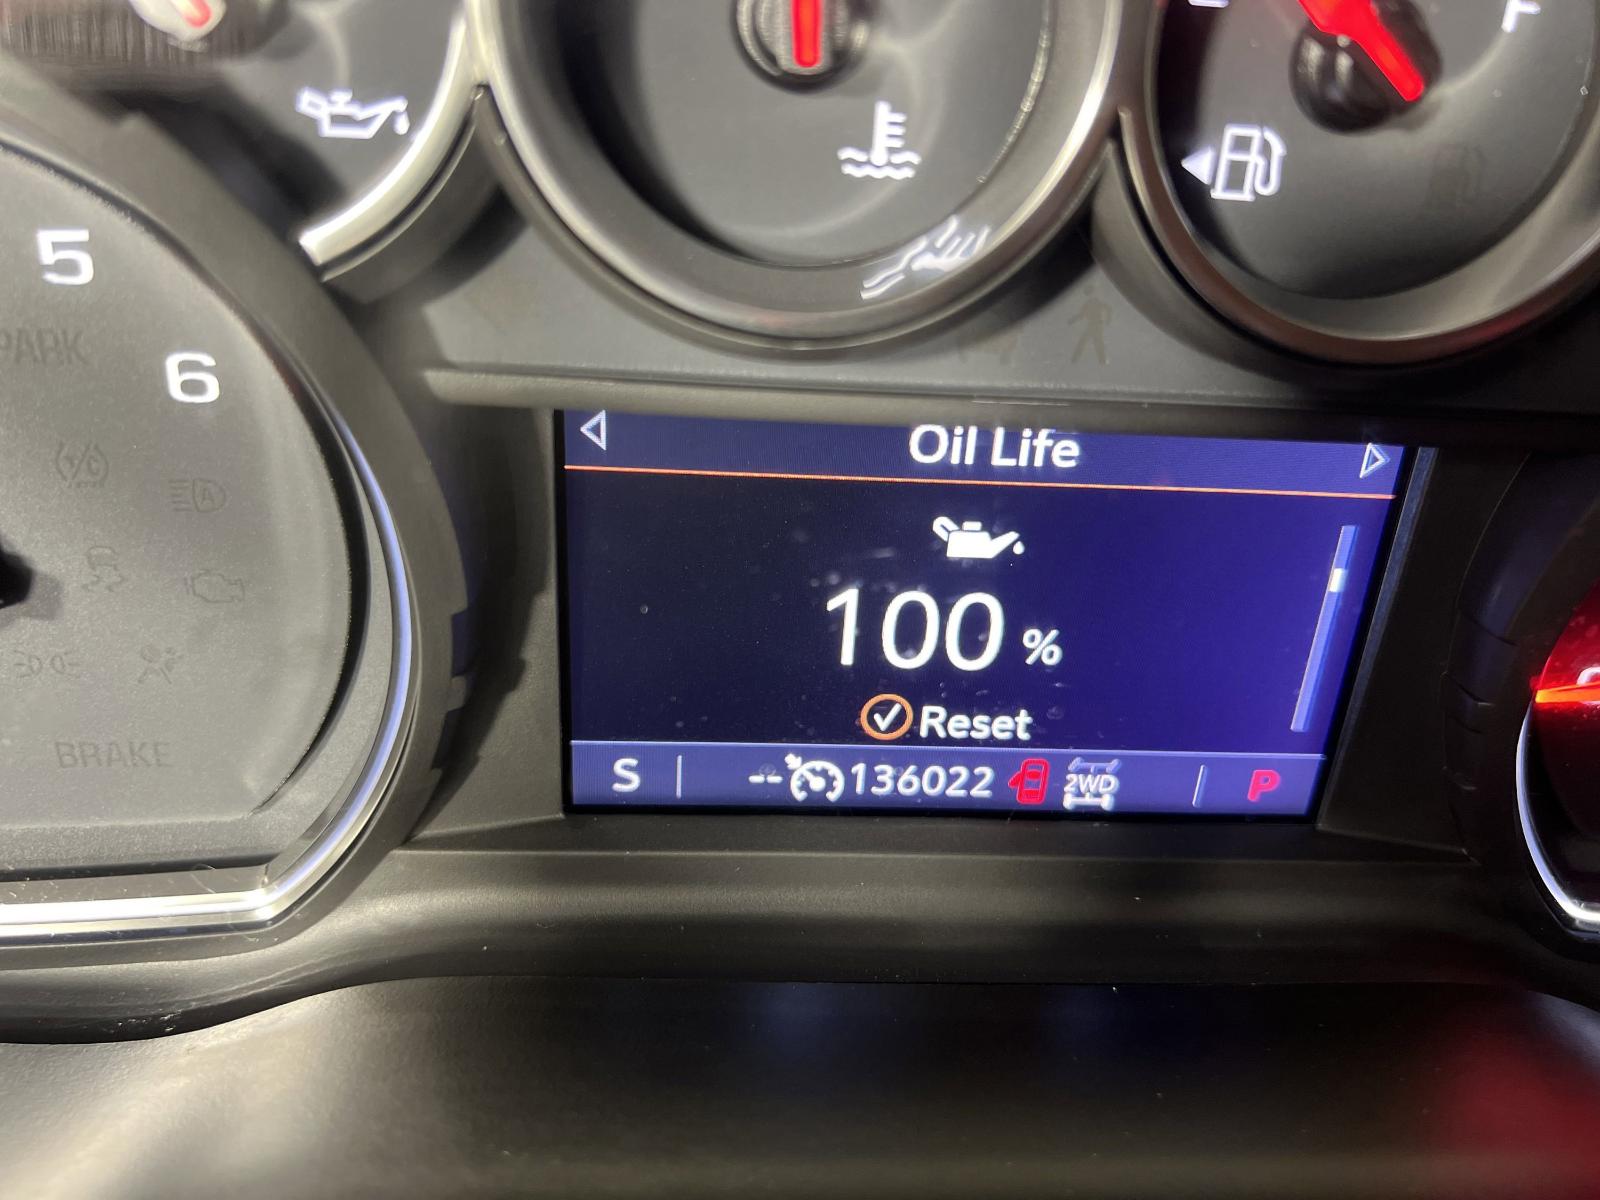 F
5
PARK
6
Oil Life
100 %
Reset
BRAKE
S 136022 2WD P